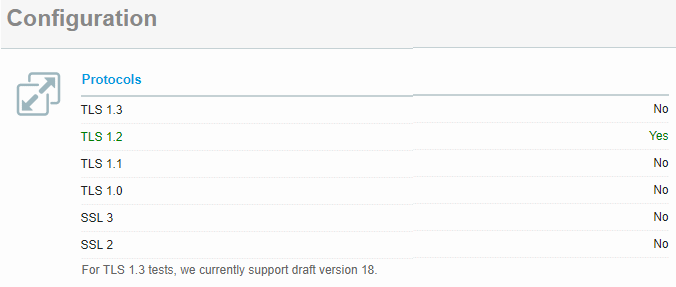 Configuration
Protocols
TLS 1.3 No
TLS 1.2 Yes
TLS 1.1 No
TLS 1.0 No
SSL 3 No
SSL 2 No
For TLS 1.3 tests, we currently support draft version 18.